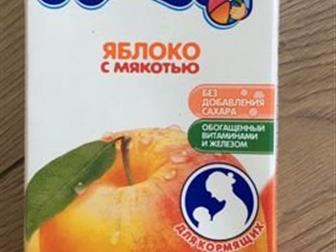 ЯБЛОКО
С МЯКОТЬЮ
БЕЗ
ДОБАВЛЕНИЯ
САХАРА
ОБОГАЩЕННЫЙ
ВИТАМИНАМИ
И ЖЕЛЕЗОМ
ДЛЯ КОРМЯЩИХ